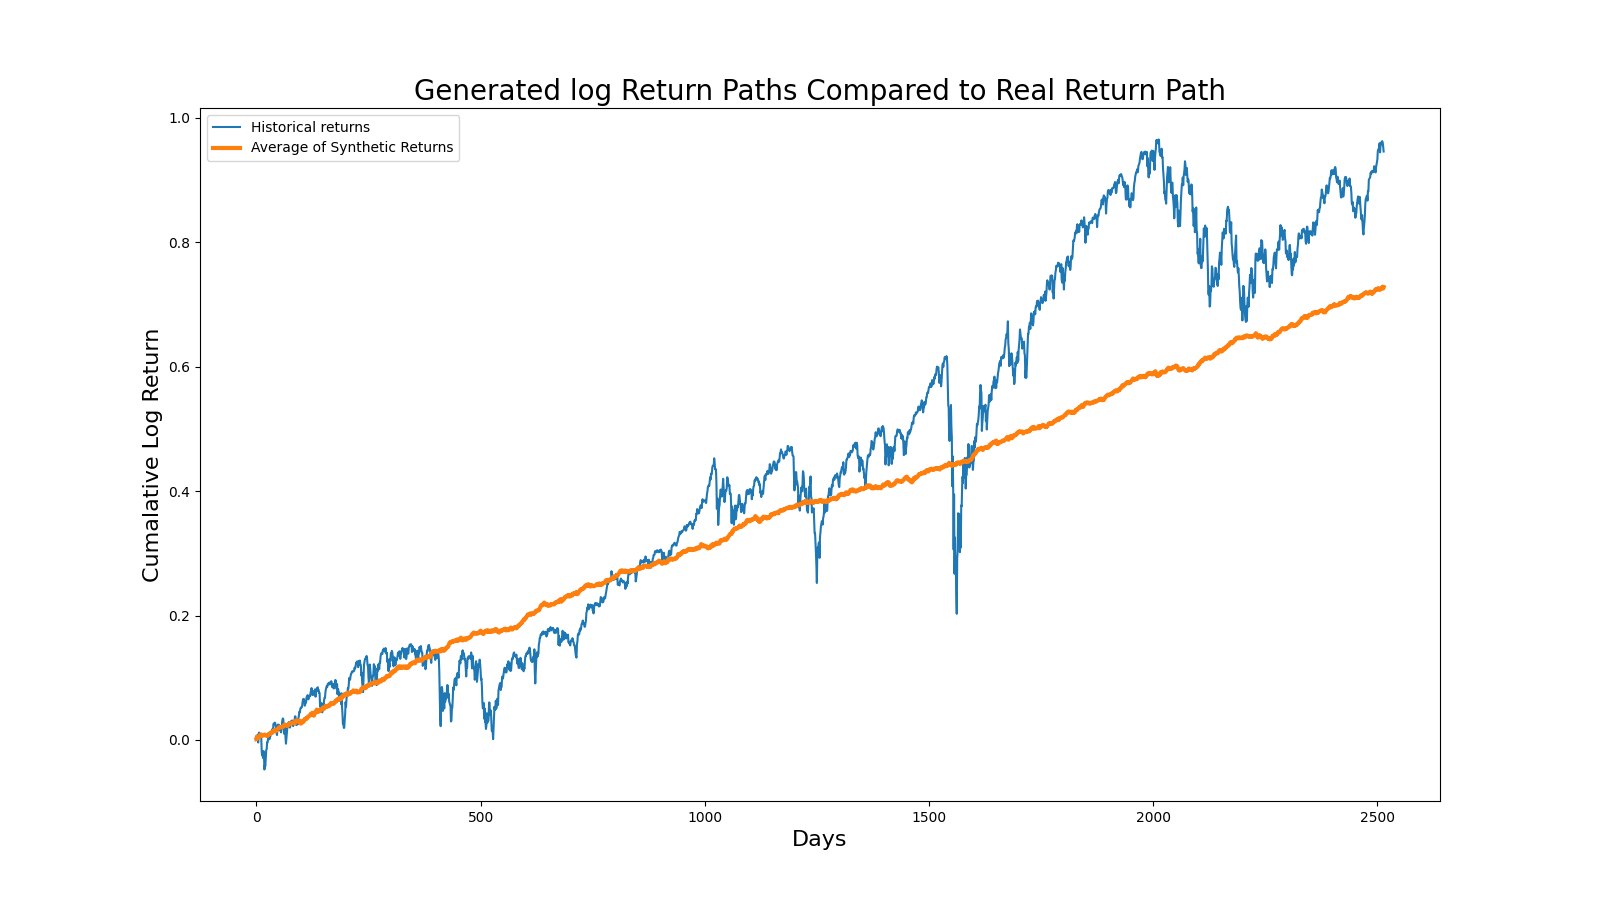 Generated log Return Paths Compared to Real Return Path
Historical returns
Average of Synthetic Returns
Cumalative Log Return
1.0
0.8
0.6
0.4
0.2
0.0
0 500 1000 1500 2000 2500
Days